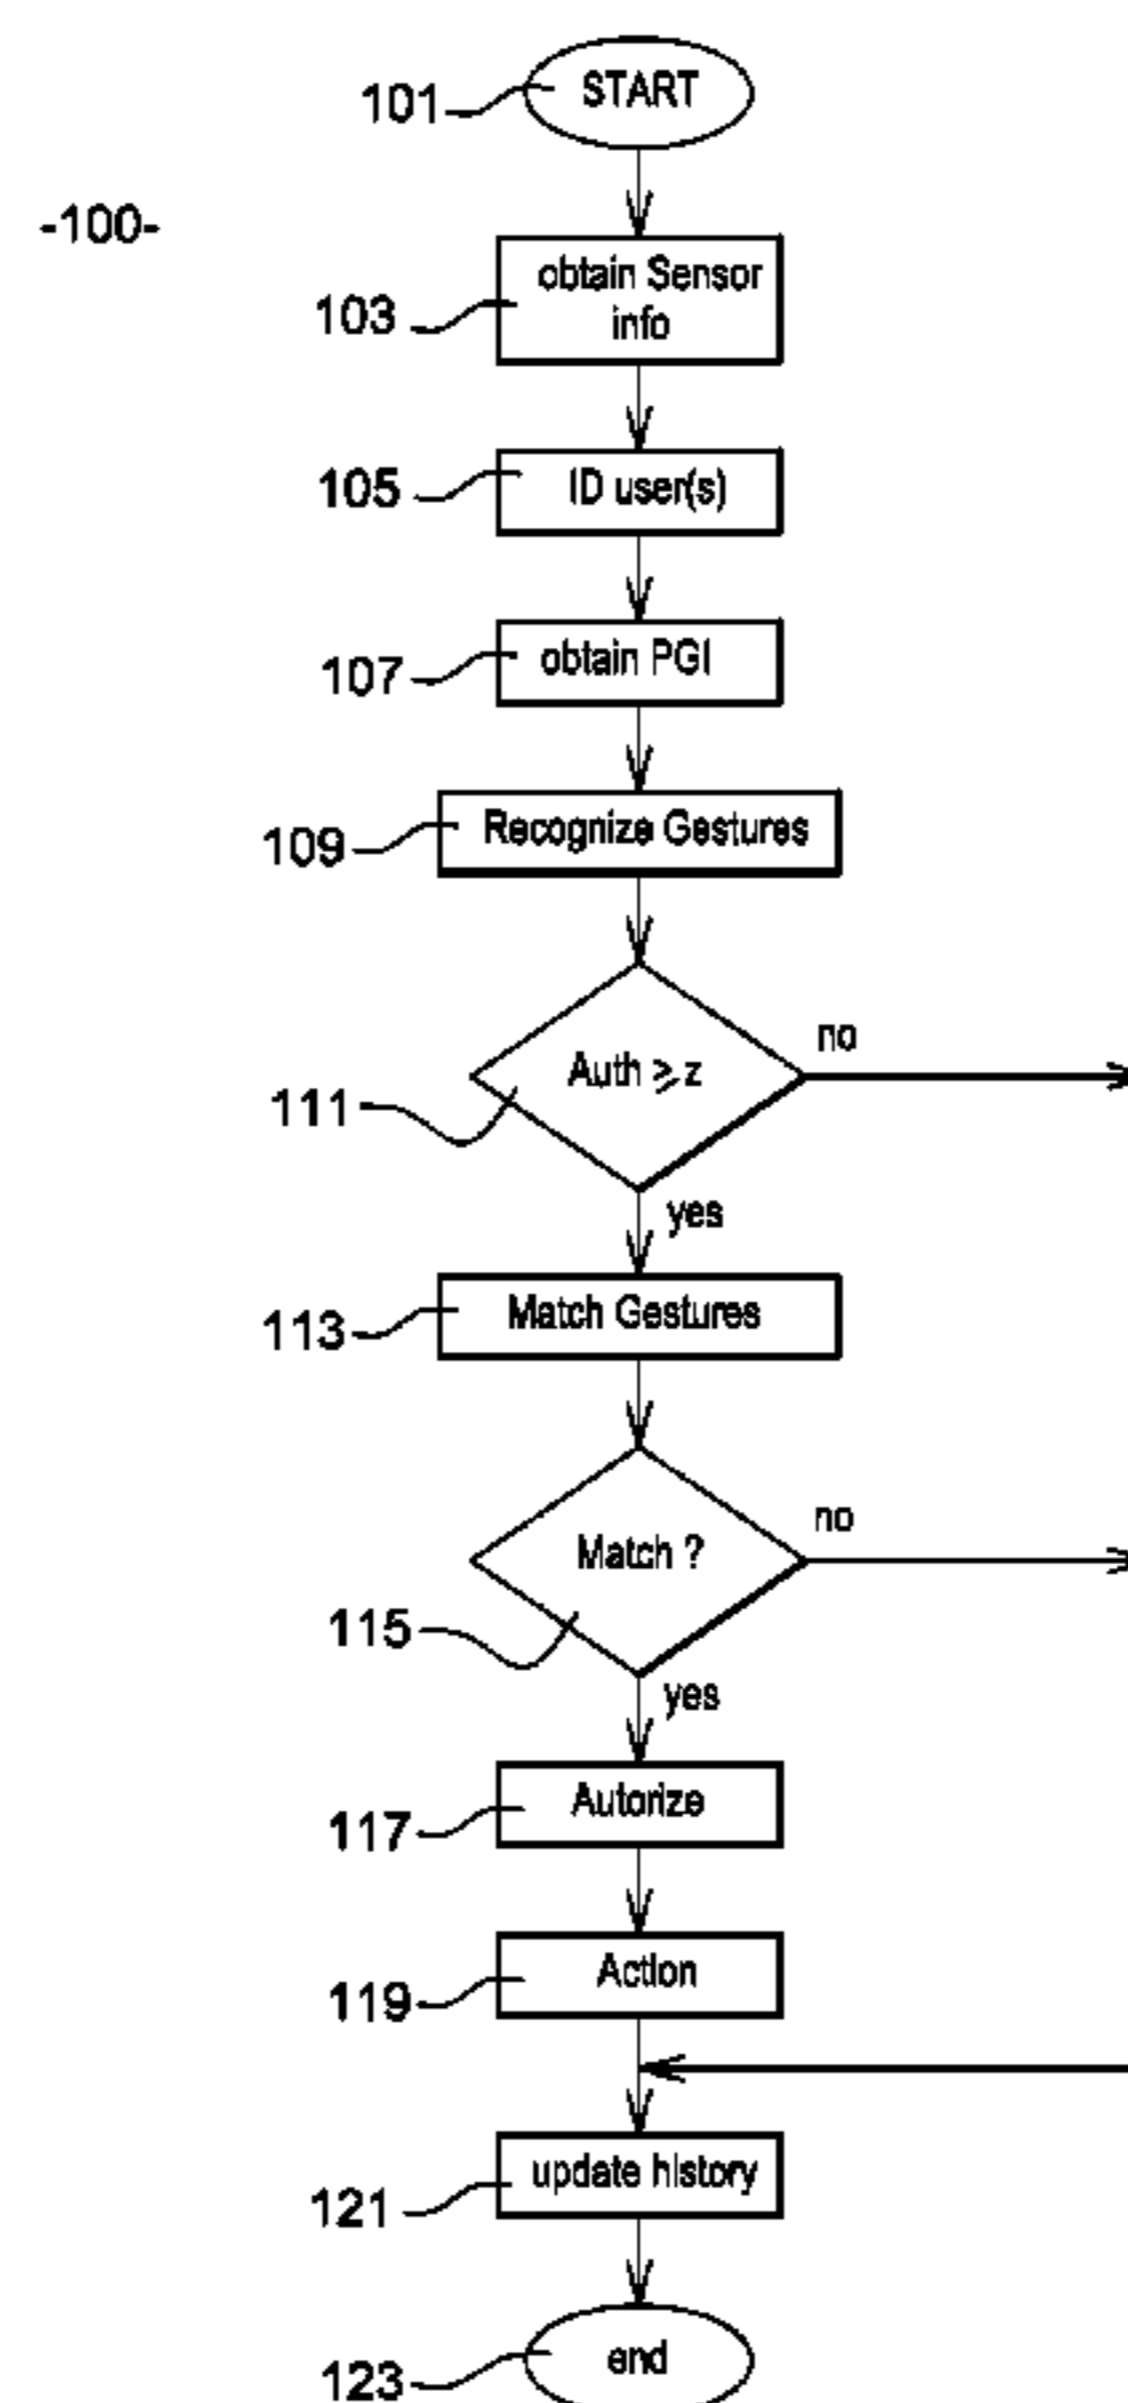 101
START
-100-
103
obtain Sensor
info
105
ID user(s)
107
obtain PGI
109
Recognize Gestures
no
Auth ⩾ z
111
yes
113
Match Gestures
no
Match ?
115
yes
117
Autorize
119
Action
121
update history
123
end